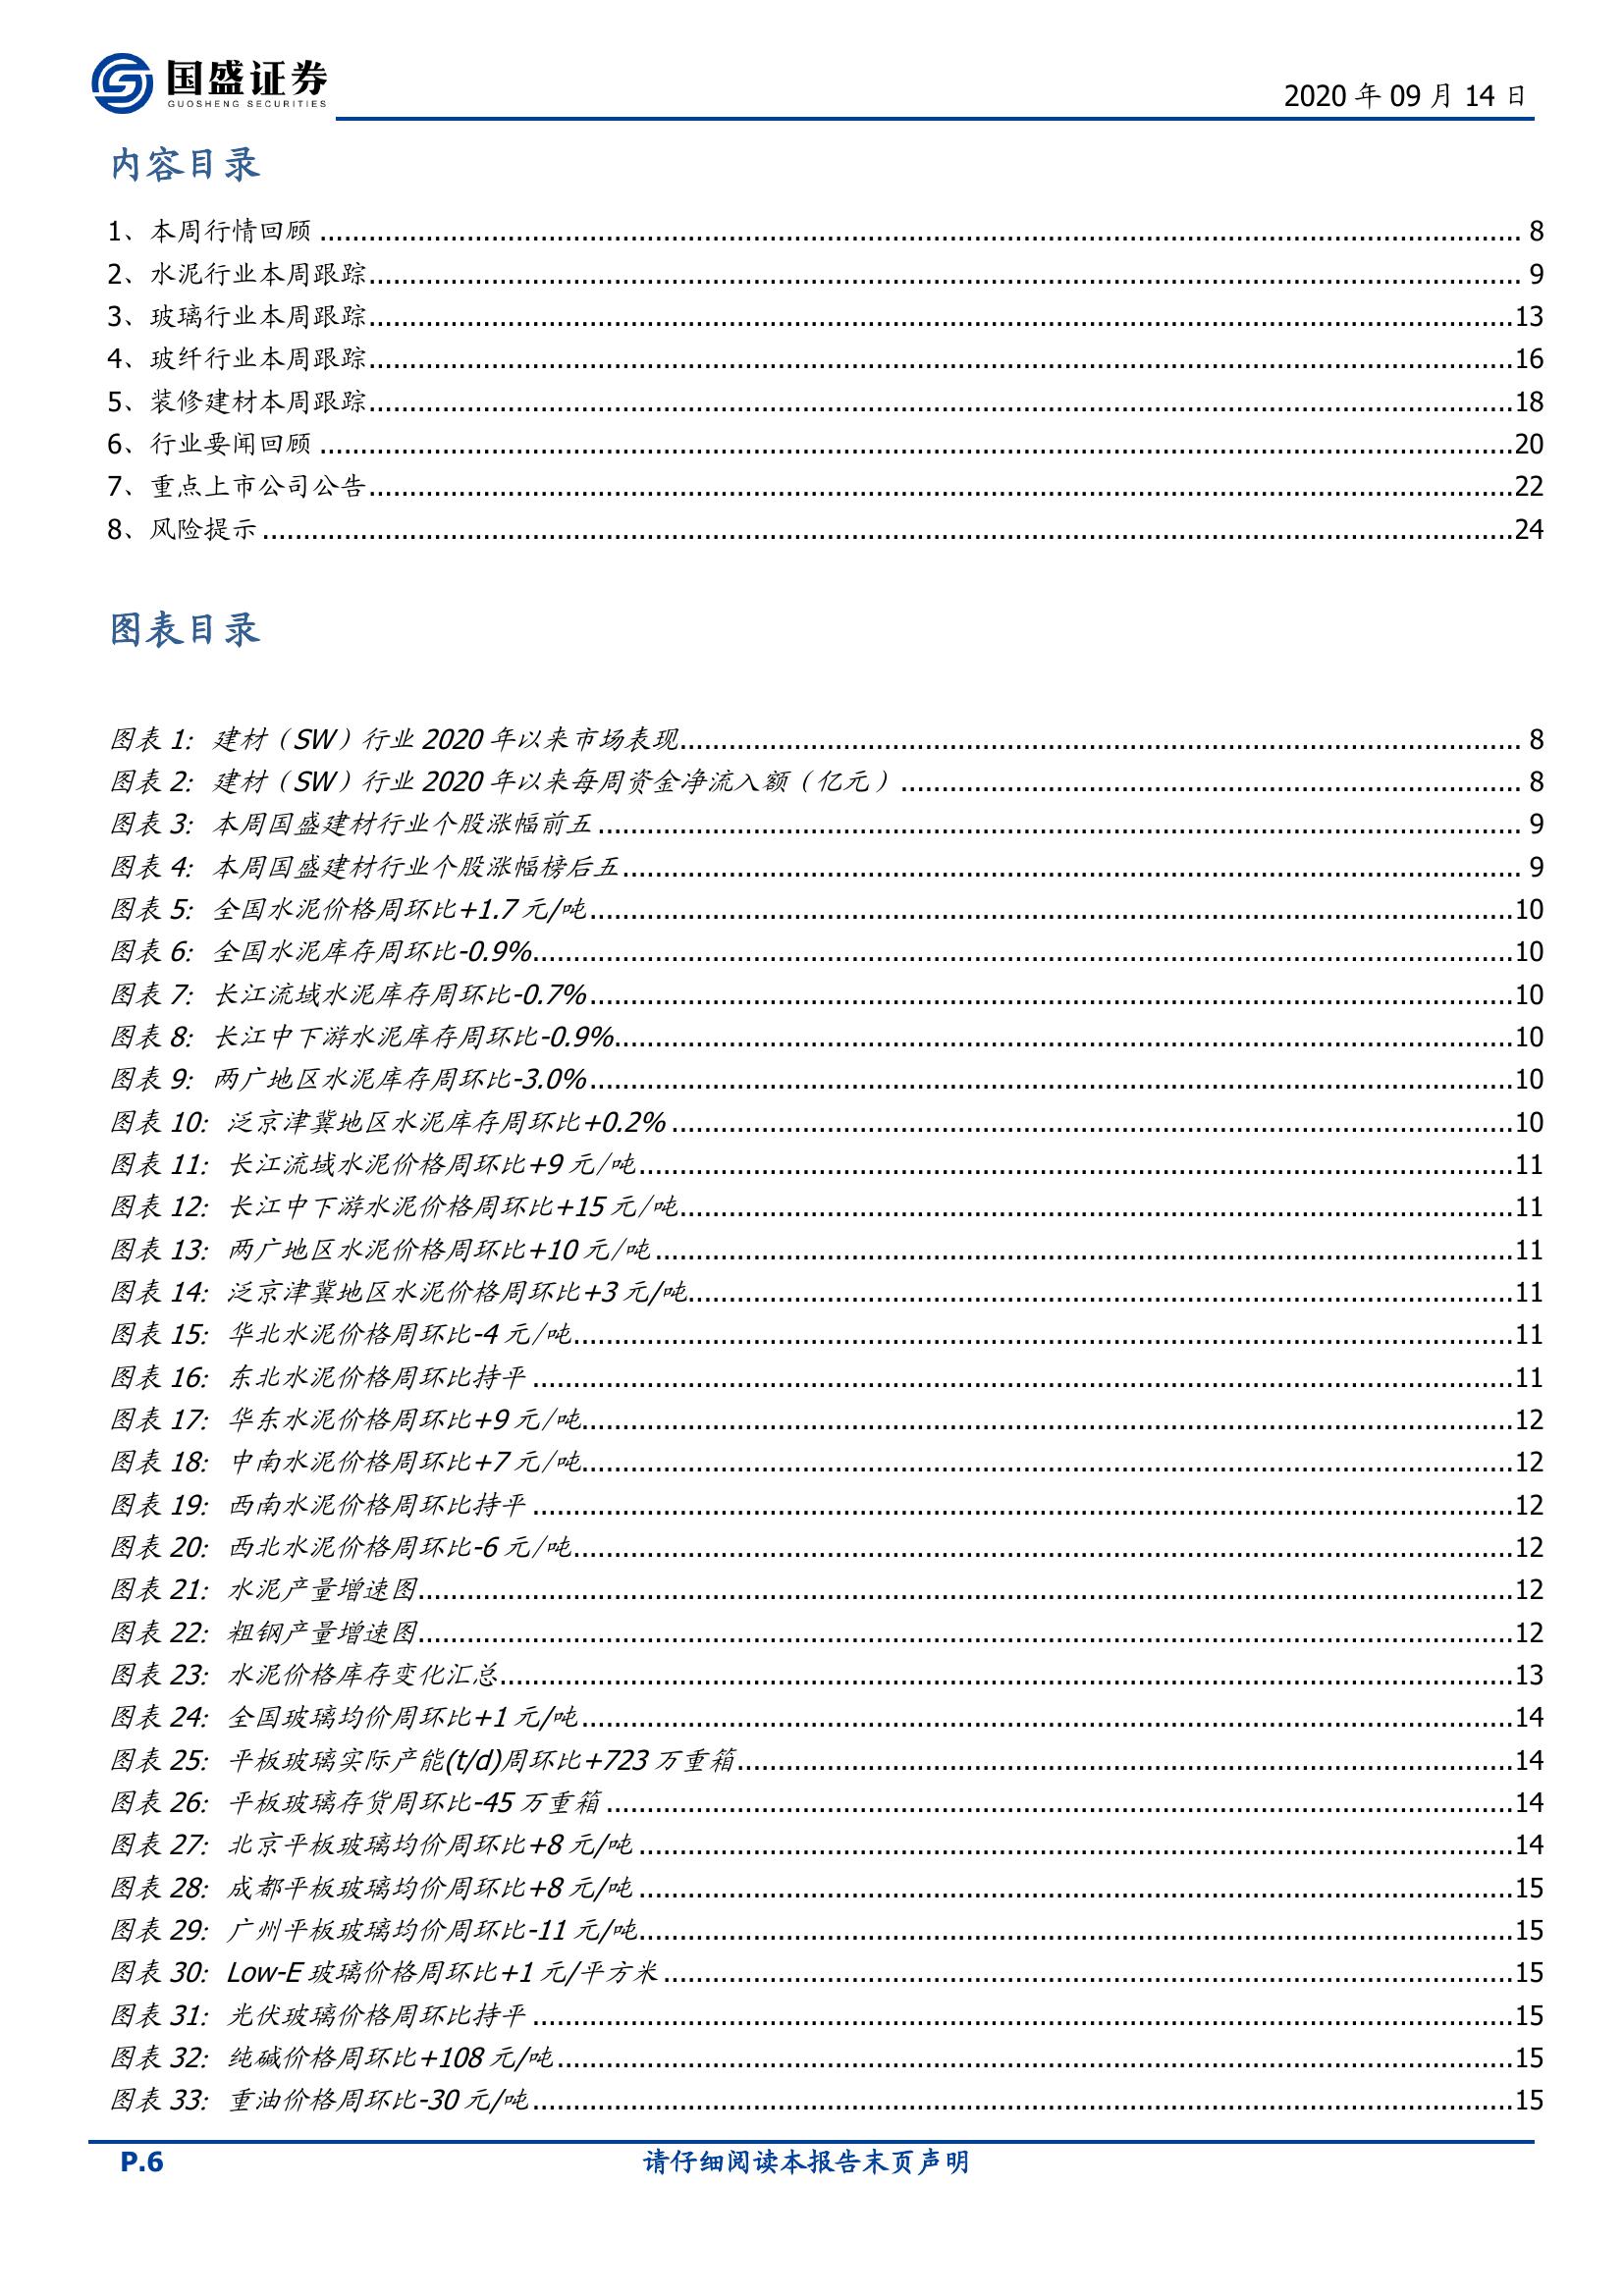 国盛证券
GUOSHENG SECURITIES
2020 年 09 月 14 日
内容目录
1、本周行情回顾 8
2、水泥行业本周跟踪 9
3、玻璃行业本周跟踪 13
4、玻纤行业本周跟踪 16
5、装修建材本周跟踪 18
6、行业要闻回顾 20
7、重点上市公司公告 22
8、风险提示 24
图表目录
图表 1: 建材（SW）行业 2020 年以来市场表现 8
图表 2: 建材（SW）行业 2020 年以来每周资金净流入额（亿元） 8
图表 3: 本周国盛建材行业个股涨幅前五 9
图表 4: 本周国盛建材行业个股涨幅榜后五 9
图表 5: 全国水泥价格周环比+1.7 元/吨 10
图表 6: 全国水泥库存周环比-0.9% 10
图表 7: 长江流域水泥库存周环比-0.7% 10
图表 8: 长江中下游水泥库存周环比-0.9% 10
图表 9: 两广地区水泥库存周环比-3.0% 10
图表 10: 泛京津冀地区水泥库存周环比+0.2% 10
图表 11: 长江流域水泥价格周环比+9 元/吨 11
图表 12: 长江中下游水泥价格周环比+15 元/吨 11
图表 13: 两广地区水泥价格周环比+10 元/吨 11
图表 14: 泛京津冀地区水泥价格周环比+3 元/吨 11
图表 15: 华北水泥价格周环比-4 元/吨 11
图表 16: 东北水泥价格周环比持平 11
图表 17: 华东水泥价格周环比+9 元/吨 12
图表 18: 中南水泥价格周环比+7 元/吨 12
图表 19: 西南水泥价格周环比持平 12
图表 20: 西北水泥价格周环比-6 元/吨 12
图表 21: 水泥产量增速图 12
图表 22: 粗钢产量增速图 12
图表 23: 水泥价格库存变化汇总 13
图表 24: 全国玻璃均价周环比+1 元/吨 14
图表 25: 平板玻璃实际产能(t/d)周环比+723 万重箱 14
图表 26: 平板玻璃存货周环比-45 万重箱 14
图表 27: 北京平板玻璃均价周环比+8 元/吨 14
图表 28: 成都平板玻璃均价周环比+8 元/吨 15
图表 29: 广州平板玻璃均价周环比-11 元/吨 15
图表 30: Low-E 玻璃价格周环比+1 元/平方米 15
图表 31: 光伏玻璃价格周环比持平 15
图表 32: 纯碱价格周环比+108 元/吨 15
图表 33: 重油价格周环比-30 元/吨 15
P.6 请仔细阅读本报告末页声明